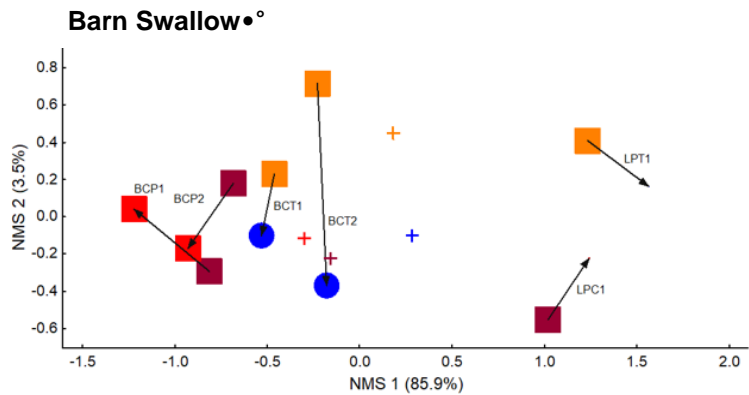 Barn Swallow•°
NMS 2 (3.5%)
0.8
0.6
0.4
0.2
0.0
-0.2
-0.4
-0.6
BCP1
BCP2
BCT1
BCT2
LPT1
LPC1
-1.5 -1.0 -0.5 0.0 0.5 1.0 1.5 2.0
NMS 1 (85.9%)